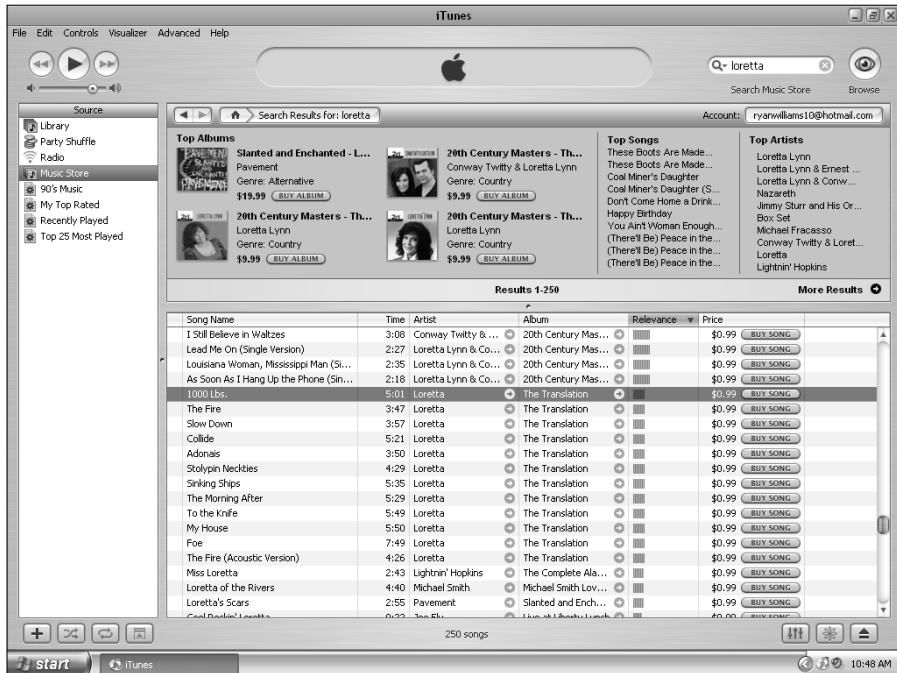 iTunes
File Edit Controls Visualizer Advanced Help
loretta
Search Music Store Browse
Source
Library
Party Shuffle
Radio
Music Store
90's Music
My Top Rated
Recently Played
Top 25 Most Played
Search Results for: loretta
Account: ryanwilliams10@hotmail.com
Top Albums
Slanted and Enchanted - L...
Pavement
Genre: Alternative
$19.99 BUY ALBUM
20th Century Masters - Th...
Conway Twitty & Loretta Lynn
Genre: Country
$9.99 BUY ALBUM
20th Century Masters - Th...
Loretta Lynn
Genre: Country
$9.99 BUY ALBUM
20th Century Masters - Th...
Loretta Lynn
Genre: Country
$9.99 BUY ALBUM
Top Songs
These Boots Are Made...
These Boots Are Made...
Coal Miner's Daughter
Coal Miner's Daughter (S...
Don't Come Home a Drink...
Happy Birthday
You Ain't Woman Enough...
(There'll Be) Peace in the...
(There'll Be) Peace in the...
(There'll Be) Peace in the...
Top Artists
Loretta Lynn
Loretta Lynn & Ernest ...
Loretta Lynn & Conw...
Nazareth
Jimmy Sturr and His Or...
Box Set
Michael Fracasso
Conway Twitty & Loret...
Loretta
Lightnin' Hopkins
Results 1-250
More Results
Song Name Time Artist Album Relevance Price
I Still Believe in Waltzes 3:08 Conway Twitty & ... 20th Century Mas... $0.99 BUY SONG
Lead Me On (Single Version) 2:27 Loretta Lynn & Co... 20th Century Mas... $0.99 BUY SONG
Louisiana Woman, Mississippi Man (Si... 2:35 Loretta Lynn & Co... 20th Century Mas... $0.99 BUY SONG
As Soon As I Hang Up the Phone (Sin... 2:18 Loretta Lynn & Co... 20th Century Mas... $0.99 BUY SONG
1000 Lbs. 5:01 Loretta The Translation $0.99 BUY SONG
The Fire 3:47 Loretta The Translation $0.99 BUY SONG
Slow Down 3:57 Loretta The Translation $0.99 BUY SONG
Collide 5:21 Loretta The Translation $0.99 BUY SONG
Adonais 3:50 Loretta The Translation $0.99 BUY SONG
Stolypin Neckties 4:29 Loretta The Translation $0.99 BUY SONG
Sinking Ships 5:35 Loretta The Translation $0.99 BUY SONG
The Morning After 5:29 Loretta The Translation $0.99 BUY SONG
To the Knife 5:49 Loretta The Translation $0.99 BUY SONG
My House 5:50 Loretta The Translation $0.99 BUY SONG
Foe 7:49 Loretta The Translation $0.99 BUY SONG
The Fire (Acoustic Version) 4:26 Loretta The Translation $0.99 BUY SONG
Miss Loretta 2:43 Lightnin' Hopkins The Complete Ala... $0.99 BUY SONG
Loretta of the Rivers 4:40 Michael Smith Michael Smith Lov... $0.99 BUY SONG
Loretta's Scars 2:55 Pavement Slanted and Ench... $0.99 BUY SONG
250 songs
start iTunes 10:48 AM